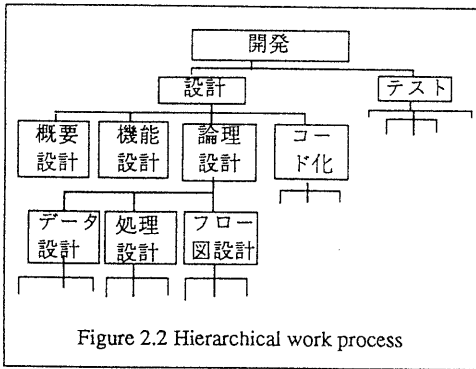 開発
設計
テスト
概要
設計
機能
設計
論理
設計
コー
ド化
データ
設計
処理
設計
フロー
図設計
Figure 2.2 Hierarchical work process